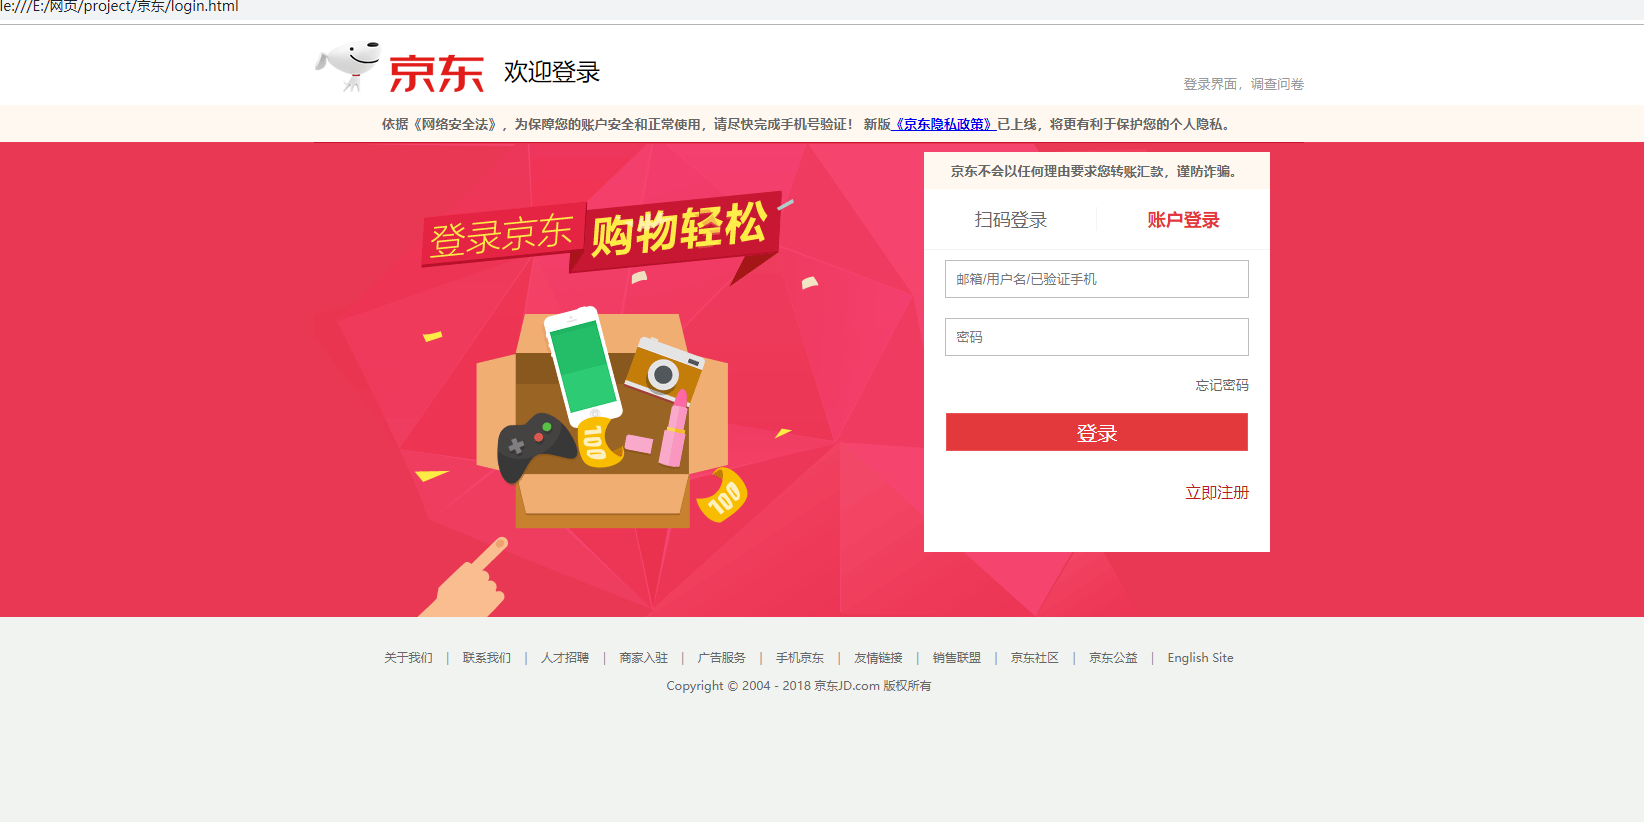 le:///E:/网页/project/京东/login.html
京东 欢迎登录
登录界面，调查问卷
依据《网络安全法》，为保障您的账户安全和正常使用，请尽快完成手机号验证！ 新版《京东隐私政策》已上线，将更有利于保护您的个人隐私。
京东不会以任何理由要求您转账汇款，谨防诈骗。
登录京东 购物轻松
扫码登录 账户登录
邮箱/用户名/已验证手机
密码
忘记密码
100
登录
100
立即注册
关于我们 | 联系我们 | 人才招聘 | 商家入驻 | 广告服务 | 手机京东 | 友情链接 | 销售联盟 | 京东社区 | 京东公益 | English Site
Copyright © 2004 - 2018 京东JD.com 版权所有